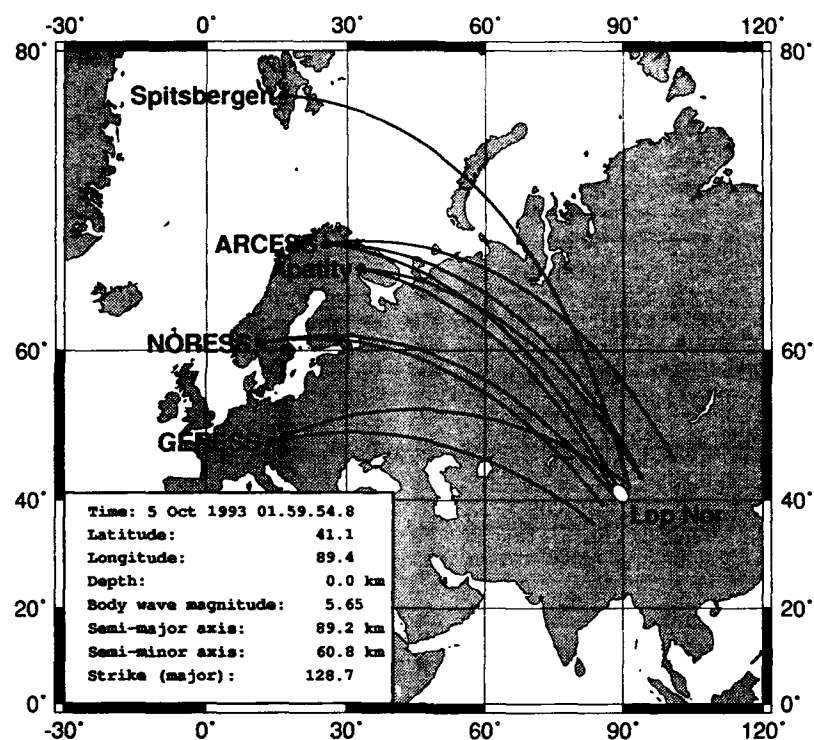 -30° 0° 30° 60° 90° 120°
80° 80°
Spitsbergen
ARCESS
Apatity
60° 60°
NORESS
GERESS
40° 40°
Lop Nor
Time: 5 Oct 1993 01.59.54.8
Latitude: 41.1
Longitude: 89.4
Depth: 0.0 km
Body wave magnitude: 5.65
Semi-major axis: 89.2 km
Semi-minor axis: 60.8 km
Strike (major): 128.7
20° 20°
0° 0°
-30° 0° 30° 60° 90° 120°